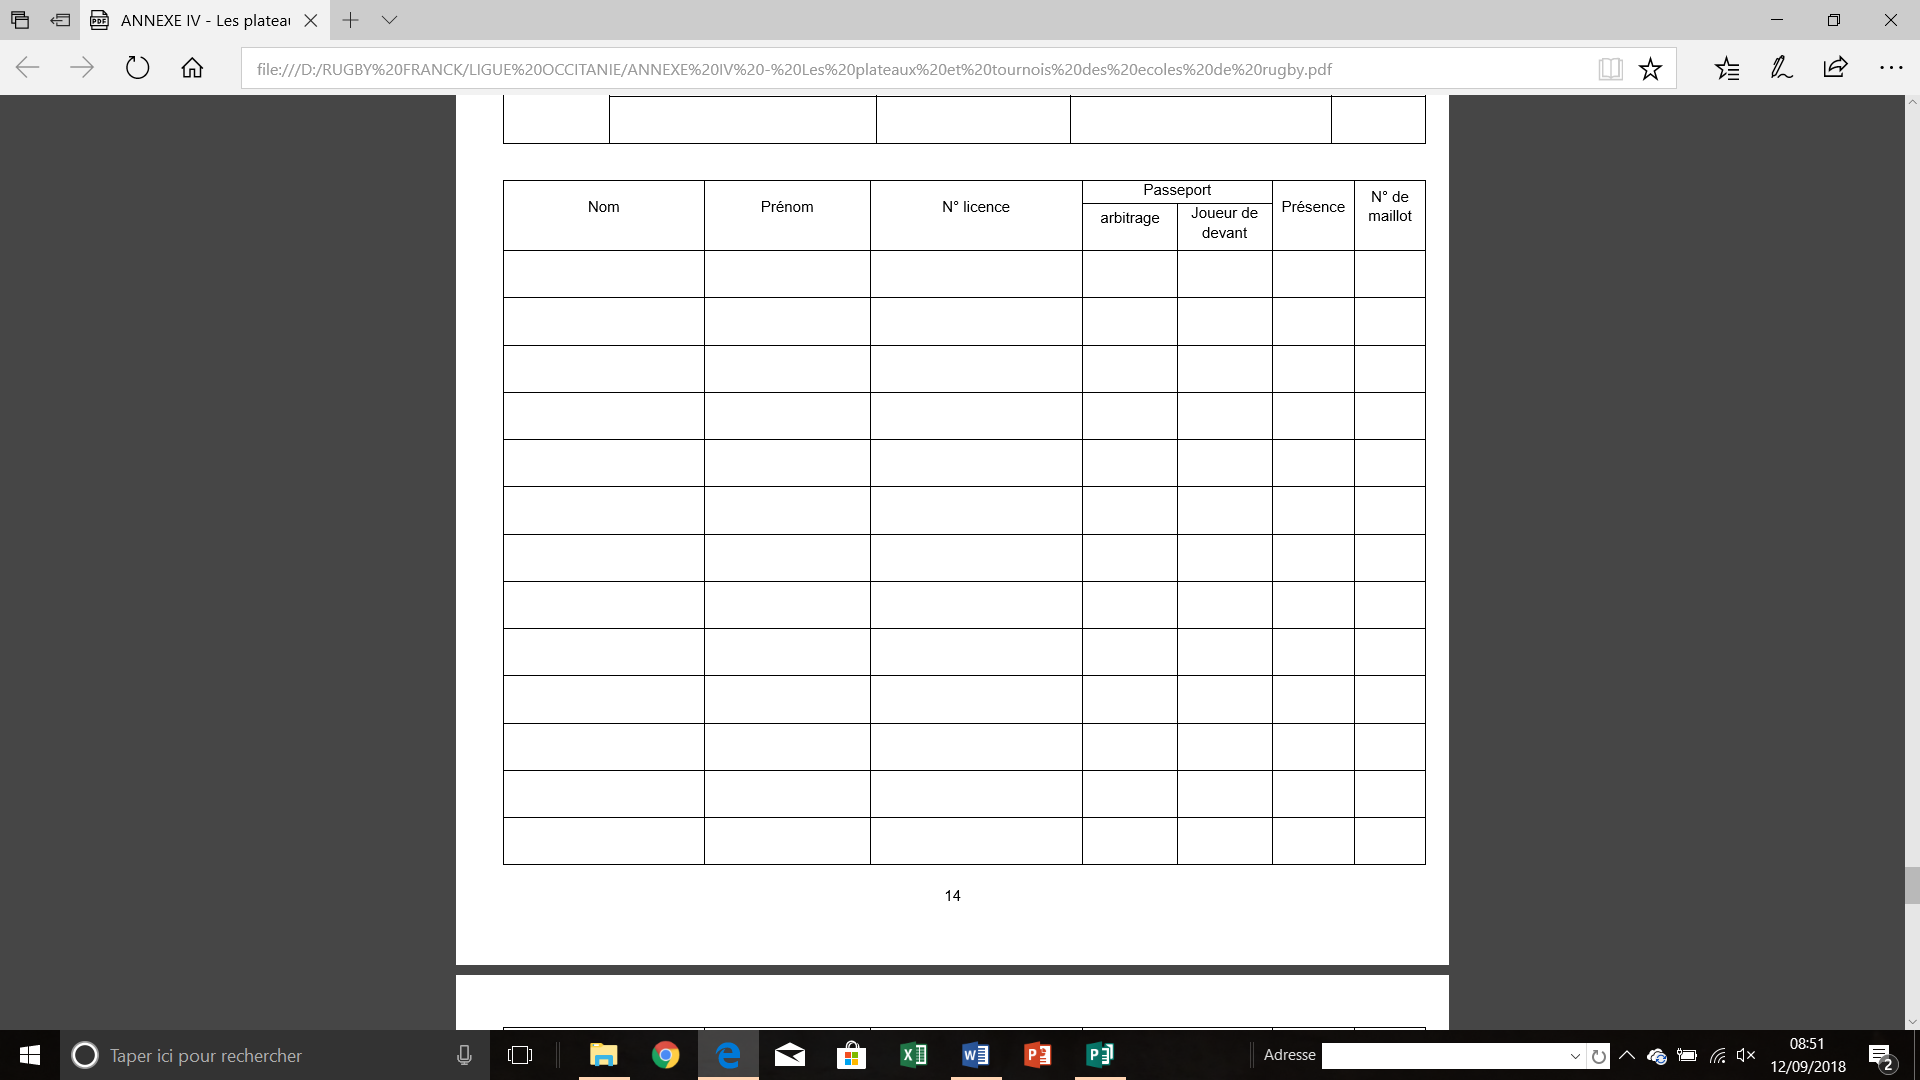 ANNEXE IV - Les plateau
file:///D:/RUGBY%20FRANCK/LIGUE%20OCCITANIE/ANNEXE%20IV%20-%20Les%20plateaux%20et%20tournois%20des%20ecoles%20de%20rugby.pdf
Nom Prénom N° licence Passeport Présence N° de maillot
arbitrage Joueur de devant
14
Taper ici pour rechercher
Adresse
08:51
12/09/2018
2